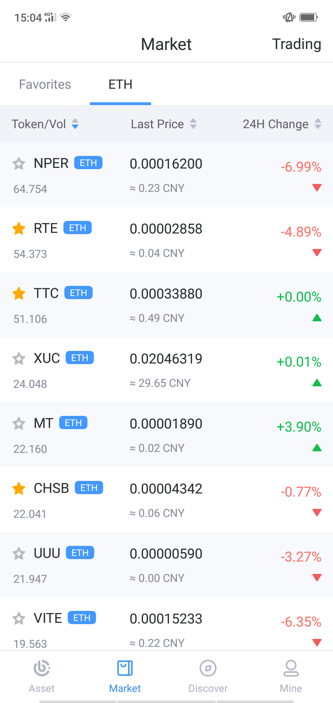 15:04 4G
Market
Trading
Favorites ETH
Token/Vol Last Price 24H Change
NPER ETH 0.00016200 -6.99%
64.754 ≈ 0.23 CNY
RTE ETH 0.00002858 -4.89%
54.373 ≈ 0.04 CNY
TTC ETH 0.00033880 +0.00%
51.106 ≈ 0.49 CNY
XUC ETH 0.02046319 +0.01%
24.048 ≈ 29.65 CNY
MT ETH 0.00001890 +3.90%
22.160 ≈ 0.02 CNY
CHSB ETH 0.00004342 -0.77%
22.041 ≈ 0.06 CNY
UUU ETH 0.00000590 -3.27%
21.947 ≈ 0.00 CNY
VITE ETH 0.00015233 -6.35%
19.563 ≈ 0.22 CNY
Asset Market Discover Mine